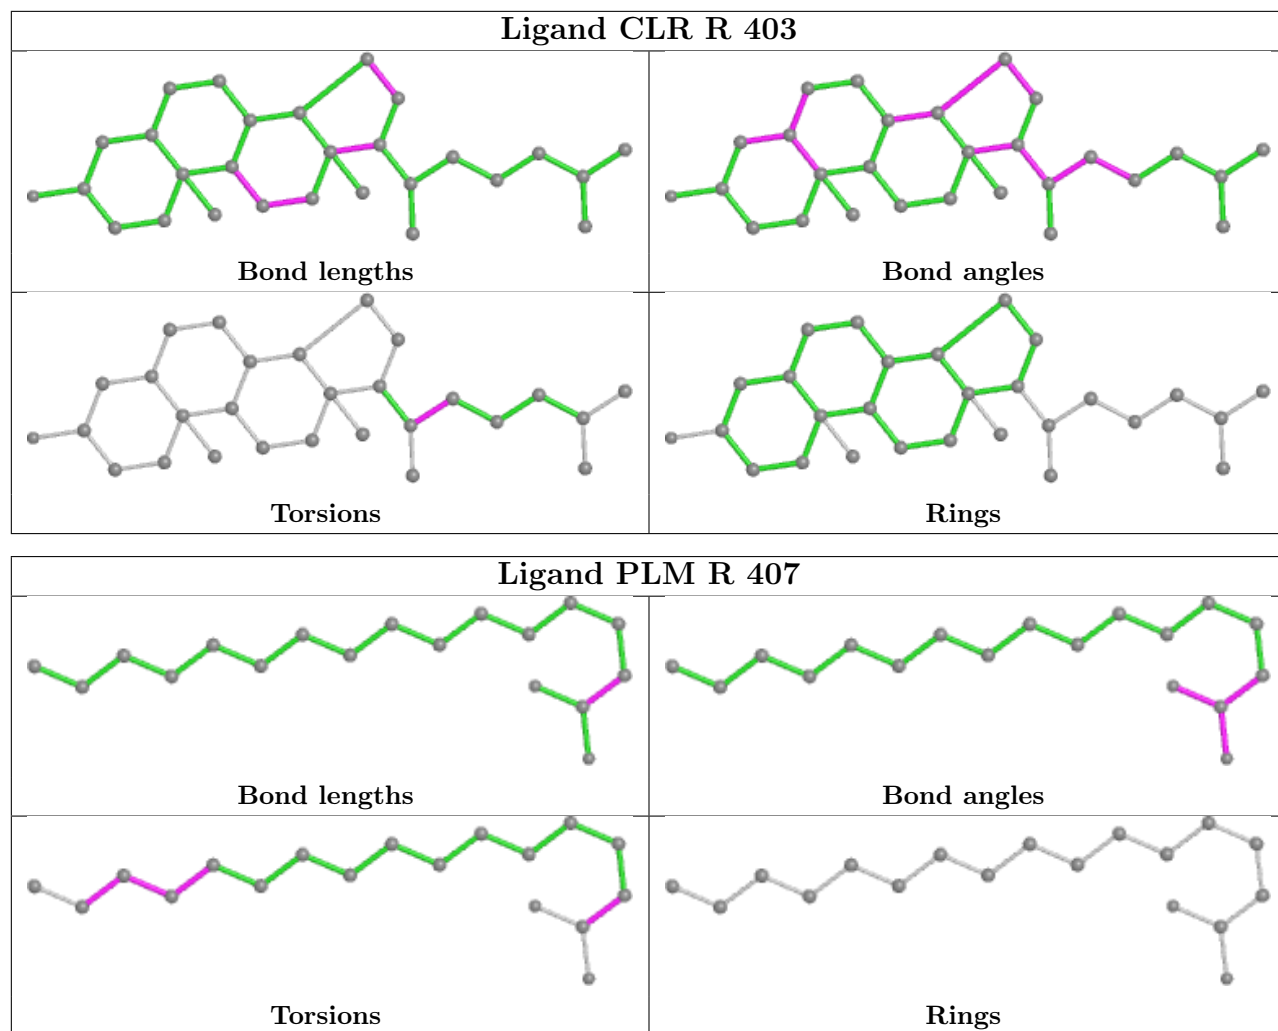 Ligand CLR R 403
Bond lengths
Bond angles
Torsions
Rings
Ligand PLM R 407
Bond lengths
Bond angles
Torsions
Rings